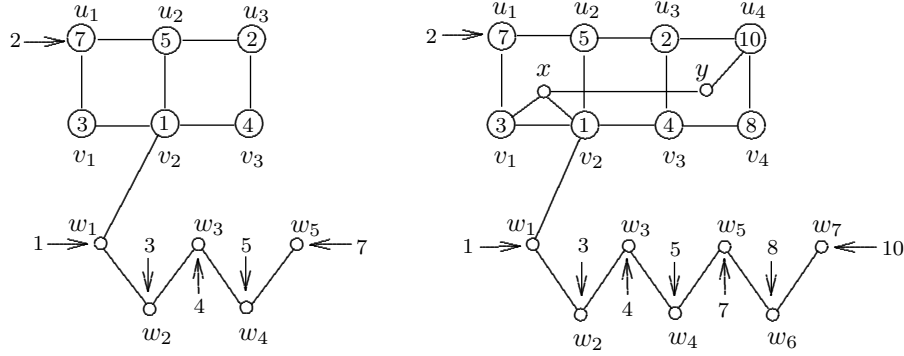 u₁ u₂ u₃
2 7 5 2
3 1 4
v₁ v₂ v₃
w₁ 3 w₃ 5 w₅
1 7
4
w₂ w₄
u₁ u₂ u₃ u₄
2 7 5 2 10
x y
3 1 4 8
v₁ v₂ v₃ v₄
w₁ 3 w₃ 5 w₅ 8 w₇
1 10
4 7
w₂ w₄ w₆